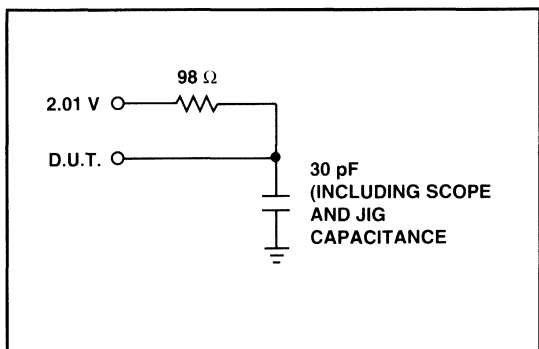 98 Ω
2.01 V
D.U.T.
30 pF
(INCLUDING SCOPE
AND JIG
CAPACITANCE